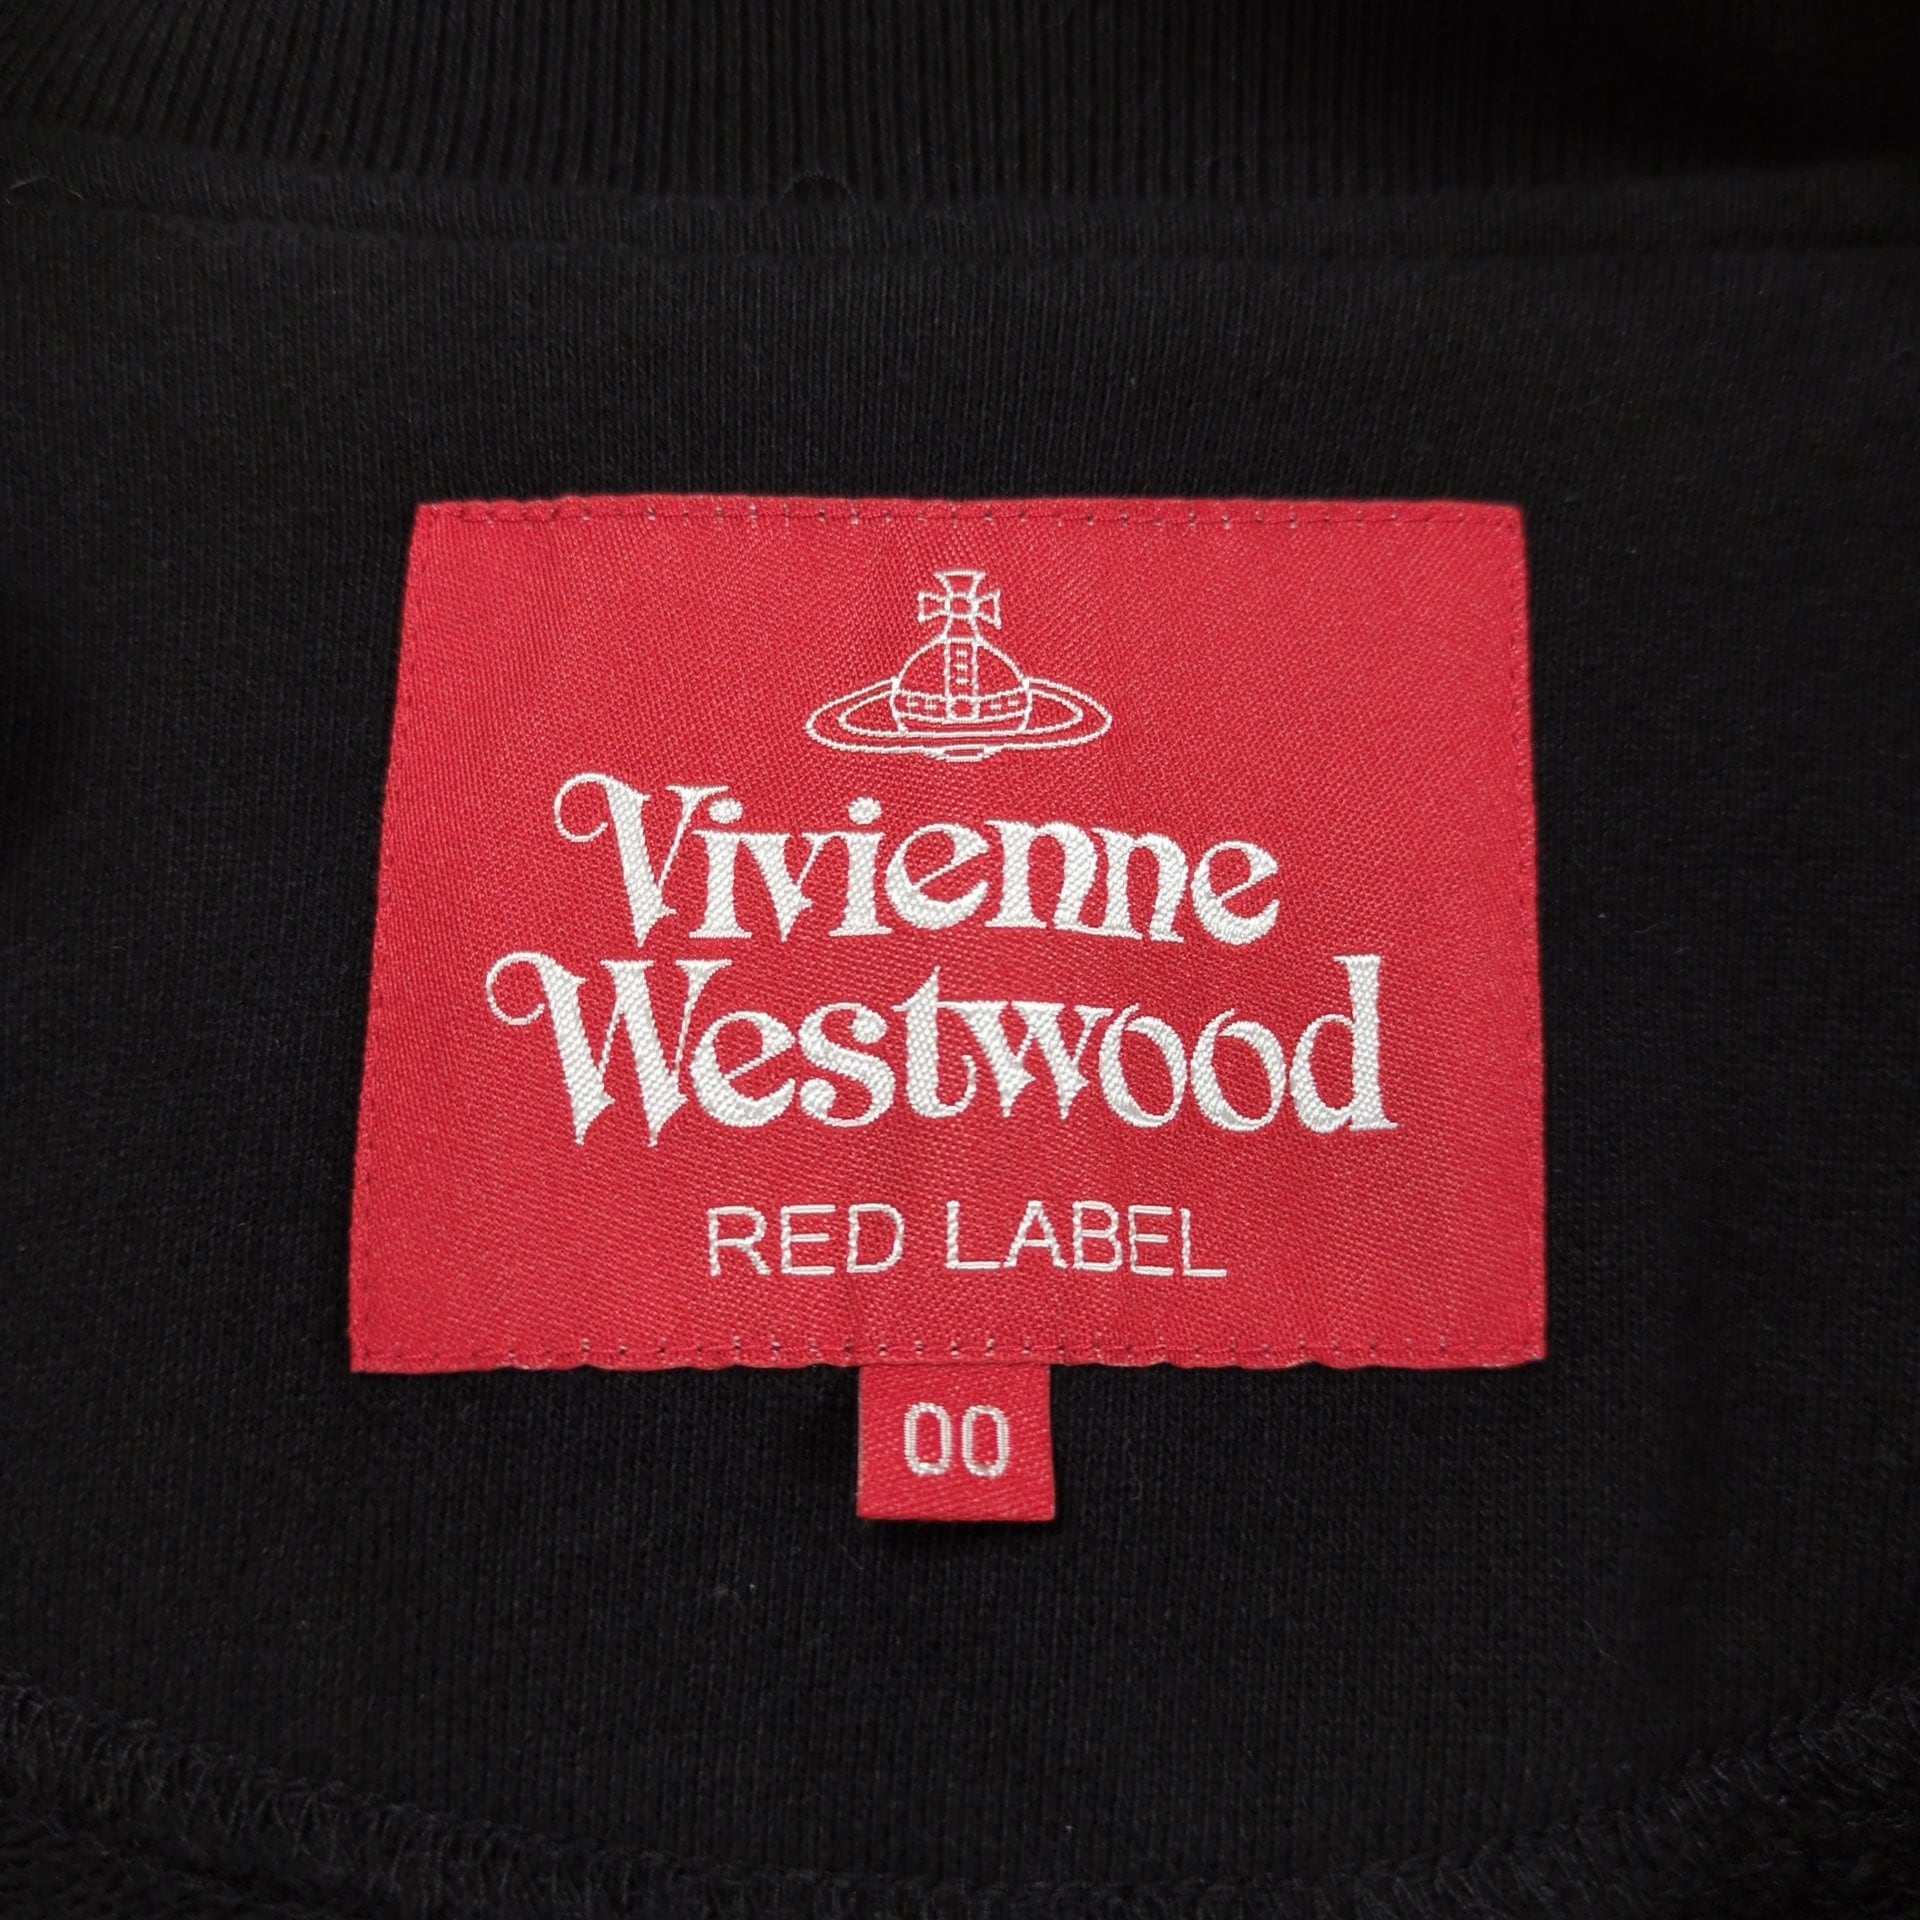 Vivienne
Westwood
RED LABEL
00